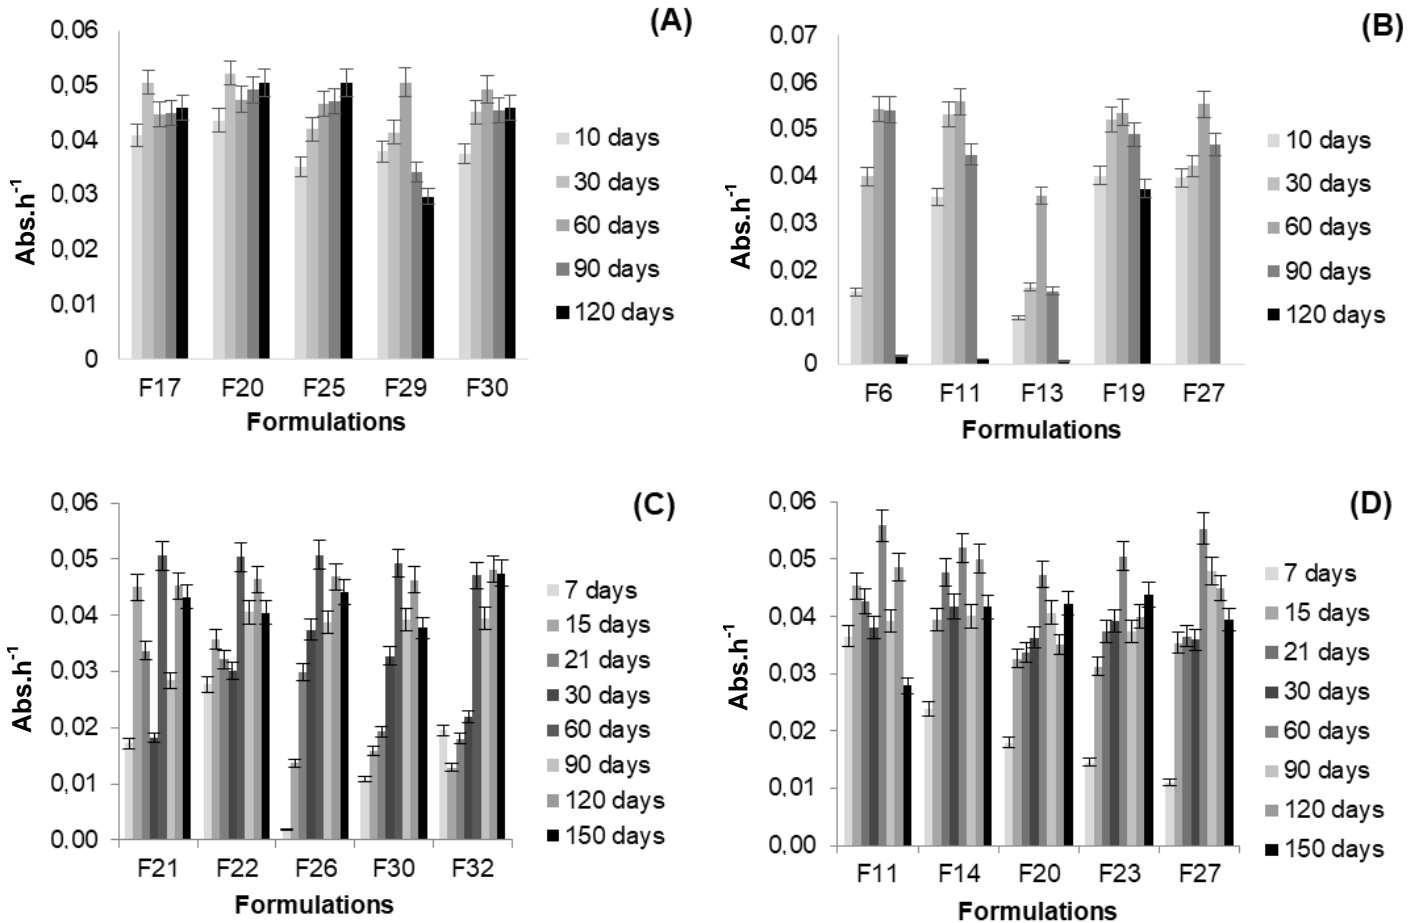 (A)
0,06
0,05
0,04
0,03
0,02
0,01
0
Abs.h-1
F17 F20 F25 F29 F30
Formulations
10 days
30 days
60 days
90 days
120 days
(B)
0,07
0,06
0,05
0,04
0,03
0,02
0,01
0
Abs.h-1
F6 F11 F13 F19 F27
Formulations
10 days
30 days
60 days
90 days
120 days
(C)
0,06
0,05
0,04
0,03
0,02
0,01
0,00
Abs.h-1
F21 F22 F26 F30 F32
Formulations
7 days
15 days
21 days
30 days
60 days
90 days
120 days
150 days
(D)
0,06
0,05
0,04
0,03
0,02
0,01
0,00
Abs.h-1
F11 F14 F20 F23 F27
Formulations
7 days
15 days
21 days
30 days
60 days
90 days
120 days
150 days